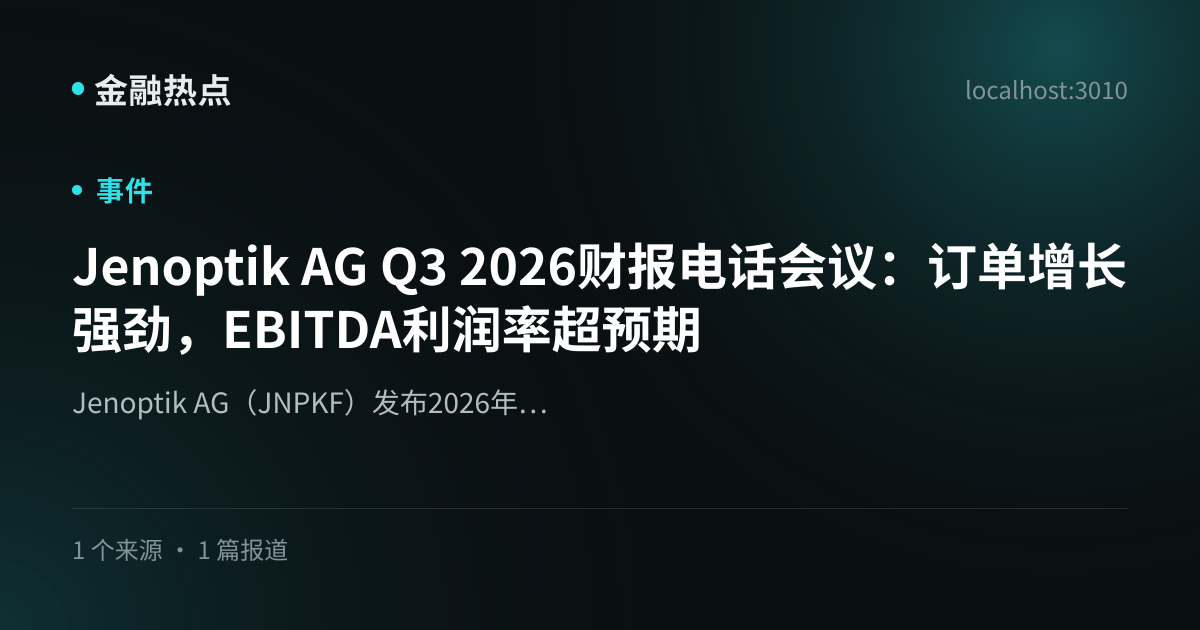 金融热点
localhost:3010
事件
Jenoptik AG Q3 2026财报电话会议：订单增长
强劲，EBITDA利润率超预期
Jenoptik AG（JNPKF）发布2026年…
1 个来源 · 1 篇报道